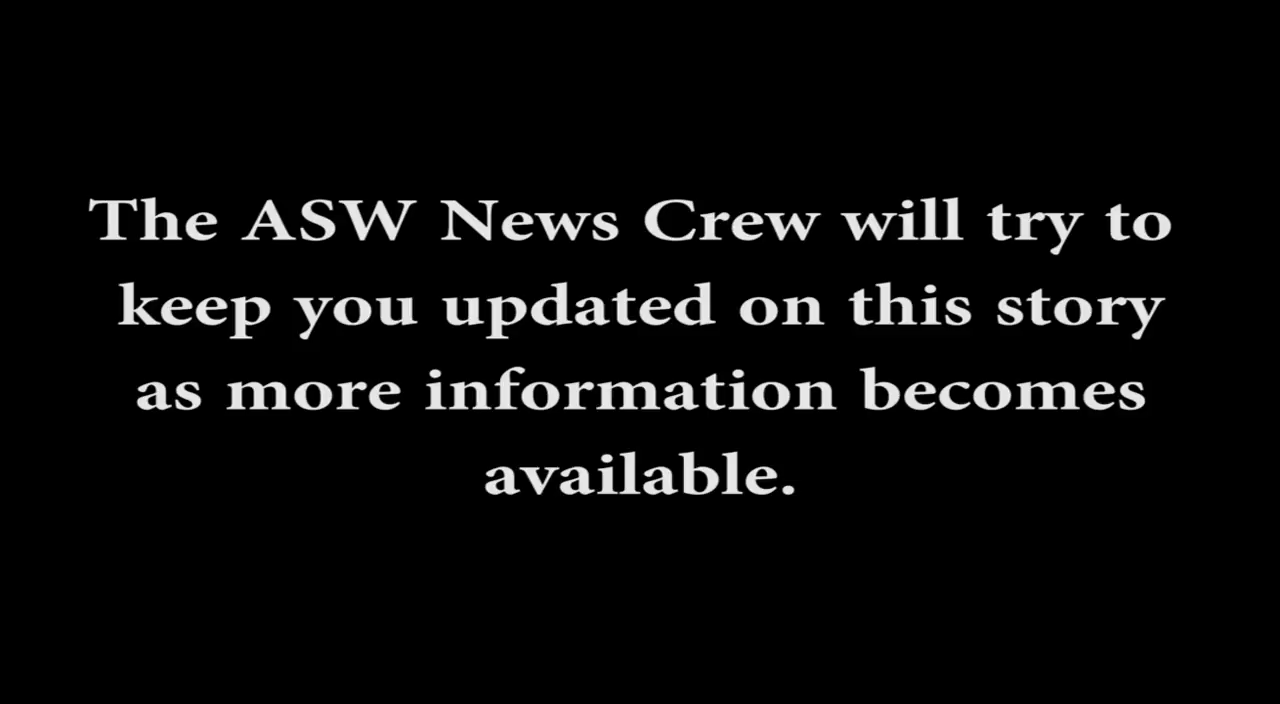 The ASW News Crew will try to
keep you updated on this story
as more information becomes
available.